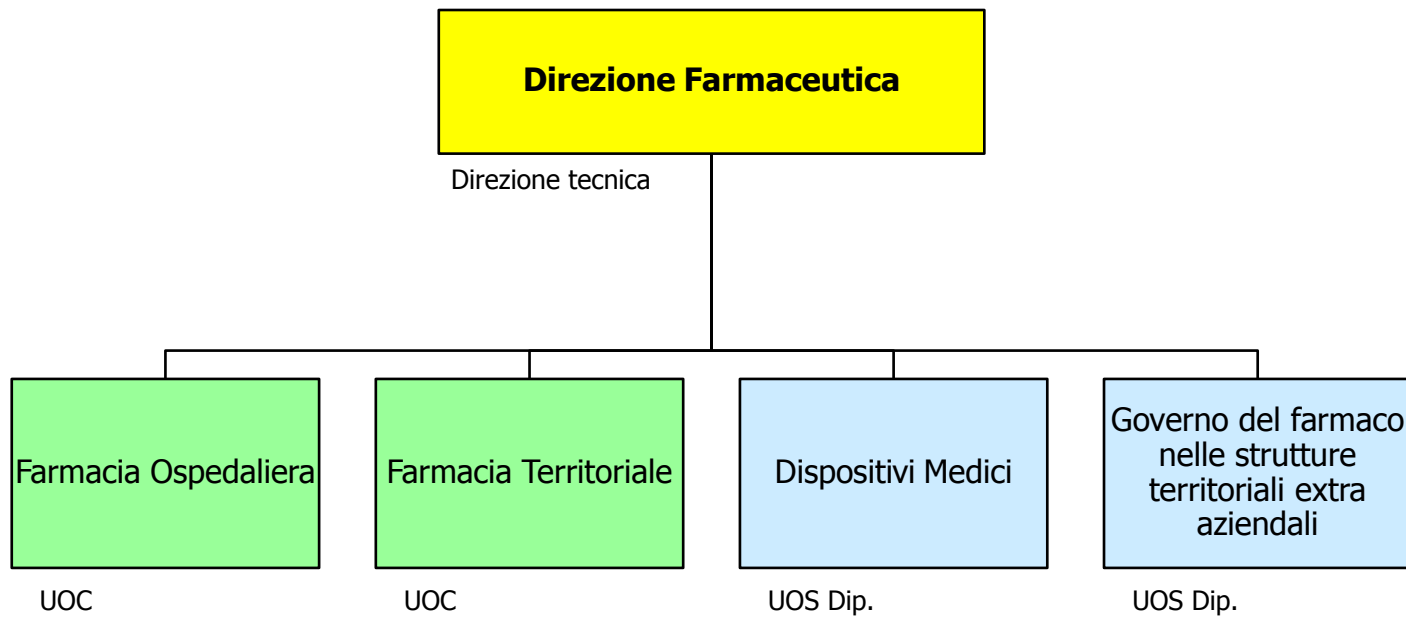 Direzione Farmaceutica
Direzione tecnica
Farmacia Ospedaliera
Farmacia Territoriale
Dispositivi Medici
Governo del farmaco
nelle strutture
territoriali extra
aziendali
UOC
UOC
UOS Dip.
UOS Dip.